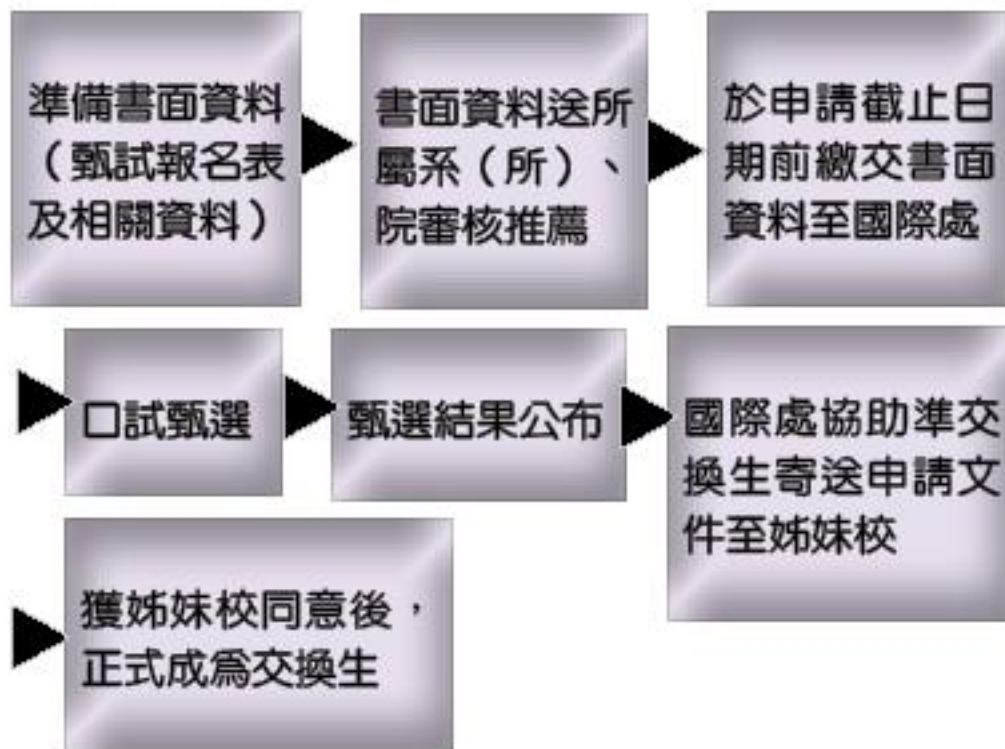 準備書面資料
（甄試報名表
及相關資料）
書面資料送所
屬系（所）、
院審核推薦
於申請截止日
期前繳交書面
資料至國際處
口試甄選
甄選結果公布
國際處協助準交
換生寄送申請文
件至姊妹校
獲姊妹校同意後，
正式成為交換生